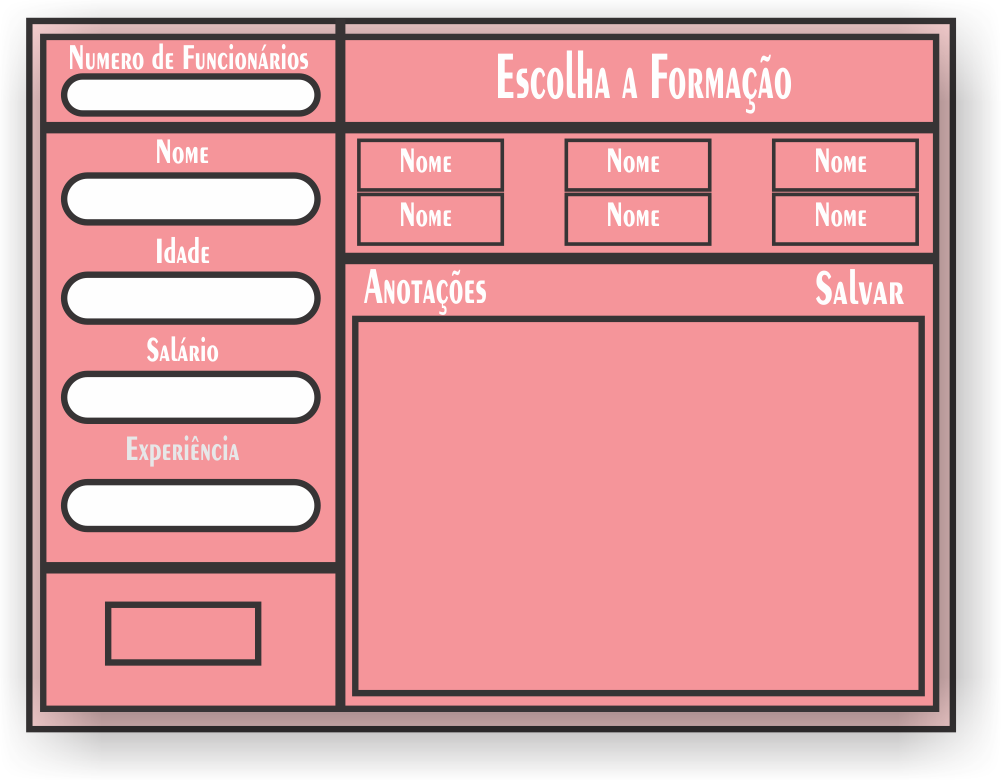 Numero de Funcionários
Nome
Idade
Salário
Experiência
Escolha a Formação
Nome Nome Nome
Nome Nome Nome
Anotações Salvar